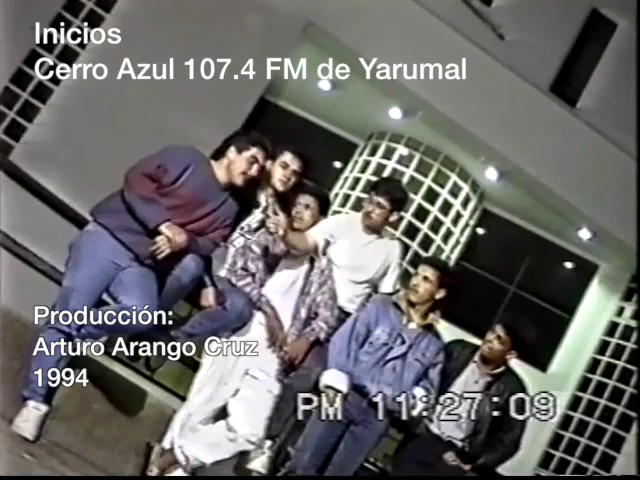 Inicios
Cerro Azul 107.4 FM de Yarumal
Producción:
Arturo Arango Cruz
1994
PM 11:27:09